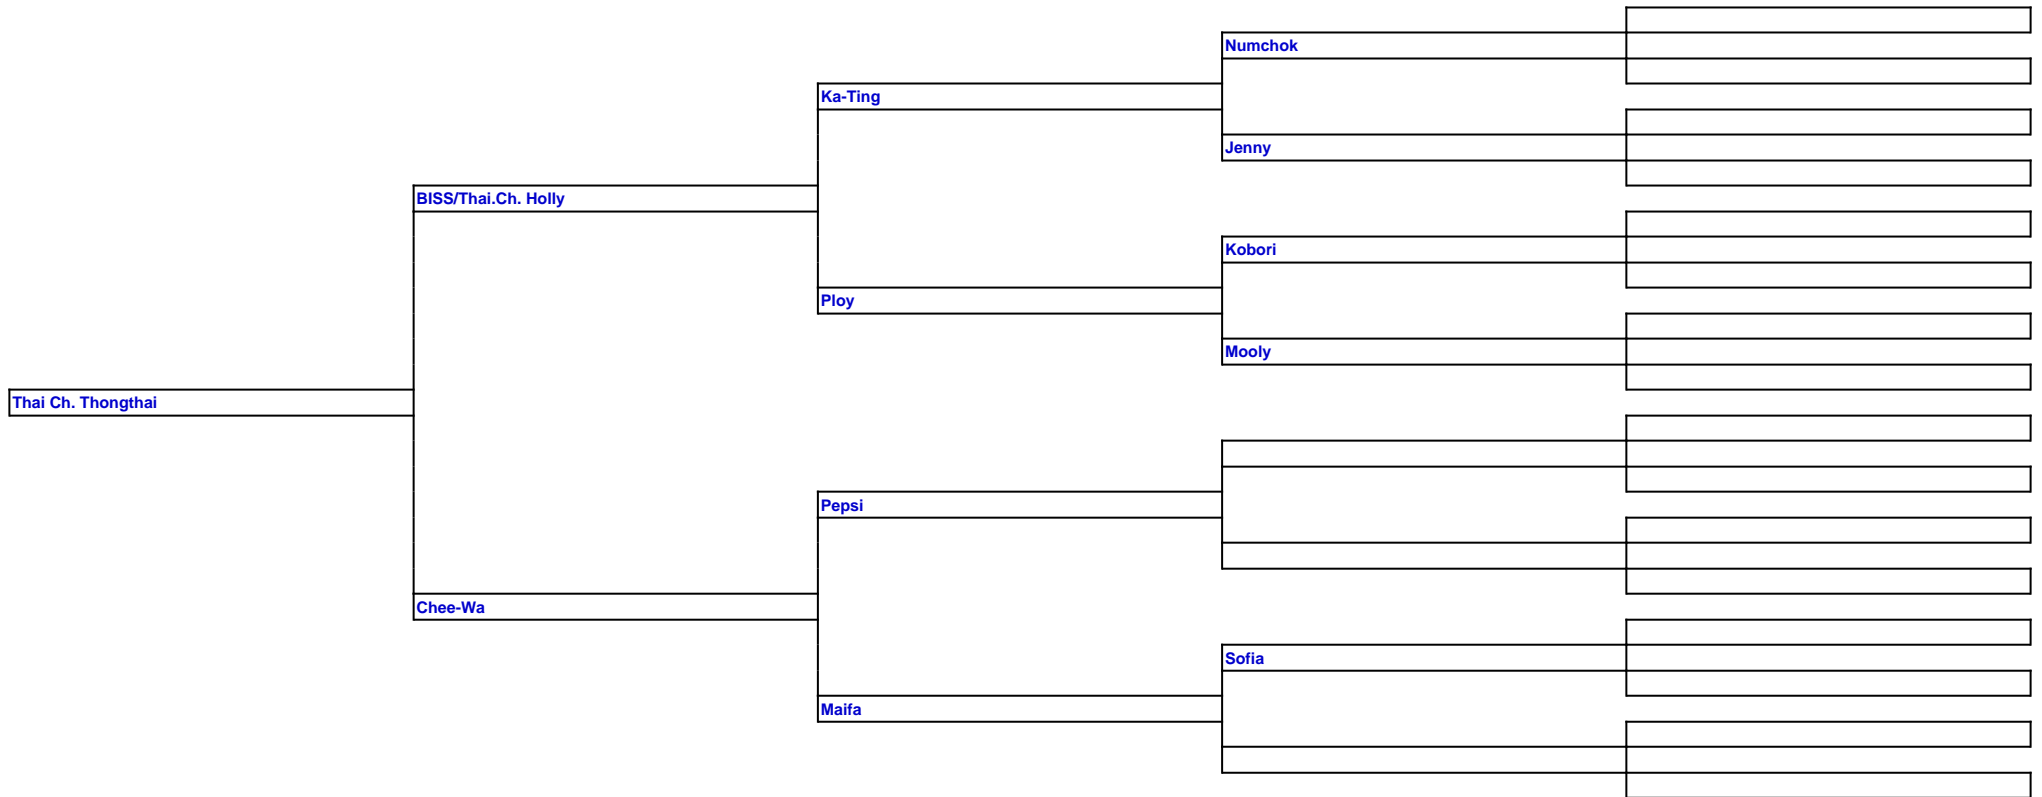 Numchok
Ka-Ting
Jenny
BISS/Thai.Ch. Holly
Kobori
Ploy
Mooly
Thai Ch. Thongthai
Pepsi
Chee-Wa
Sofia
Maifa